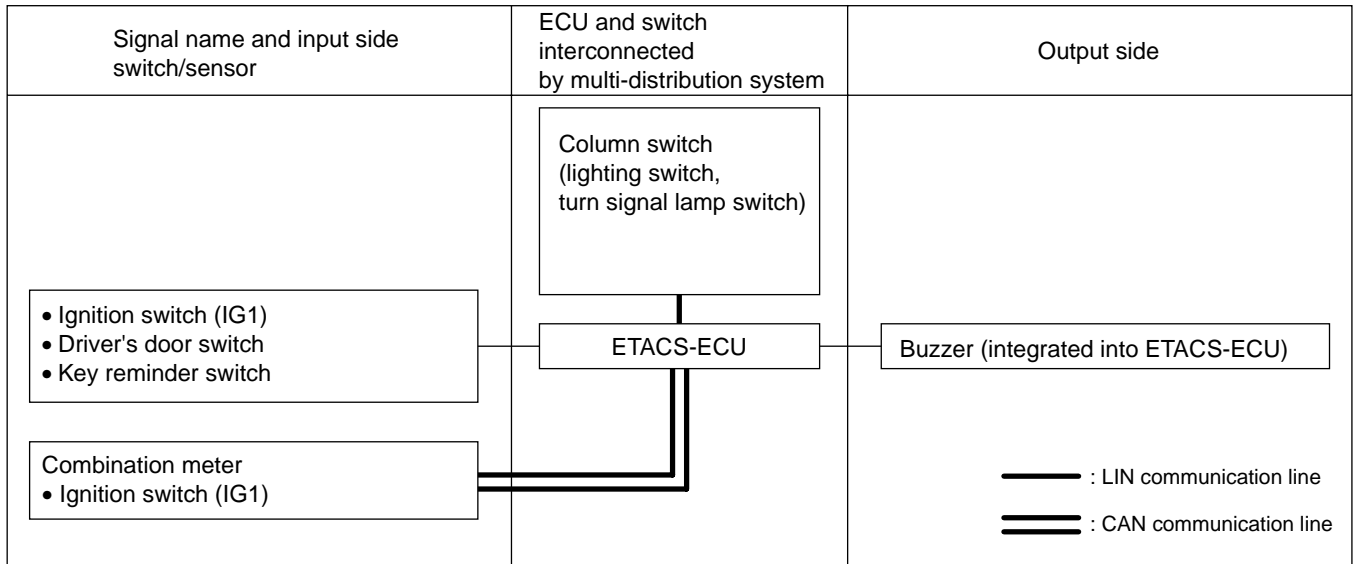 Signal name and input side
switch/sensor
ECU and switch
interconnected
by multi-distribution system
Output side
Column switch
(lighting switch,
turn signal lamp switch)
• Ignition switch (IG1)
• Driver's door switch
• Key reminder switch
ETACS-ECU
Buzzer (integrated into ETACS-ECU)
Combination meter
• Ignition switch (IG1)
: LIN communication line
: CAN communication line